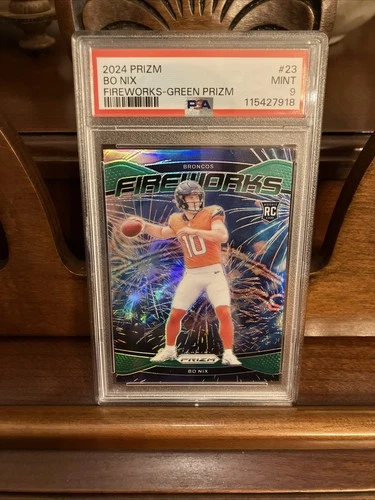 2024 PRIZM #23
BO NIX MINT
FIREWORKS-GREEN PRIZM 9
PSA 115427918
BRONCOS
FIREWORKS
RC
10
PRIZM
BO NIX